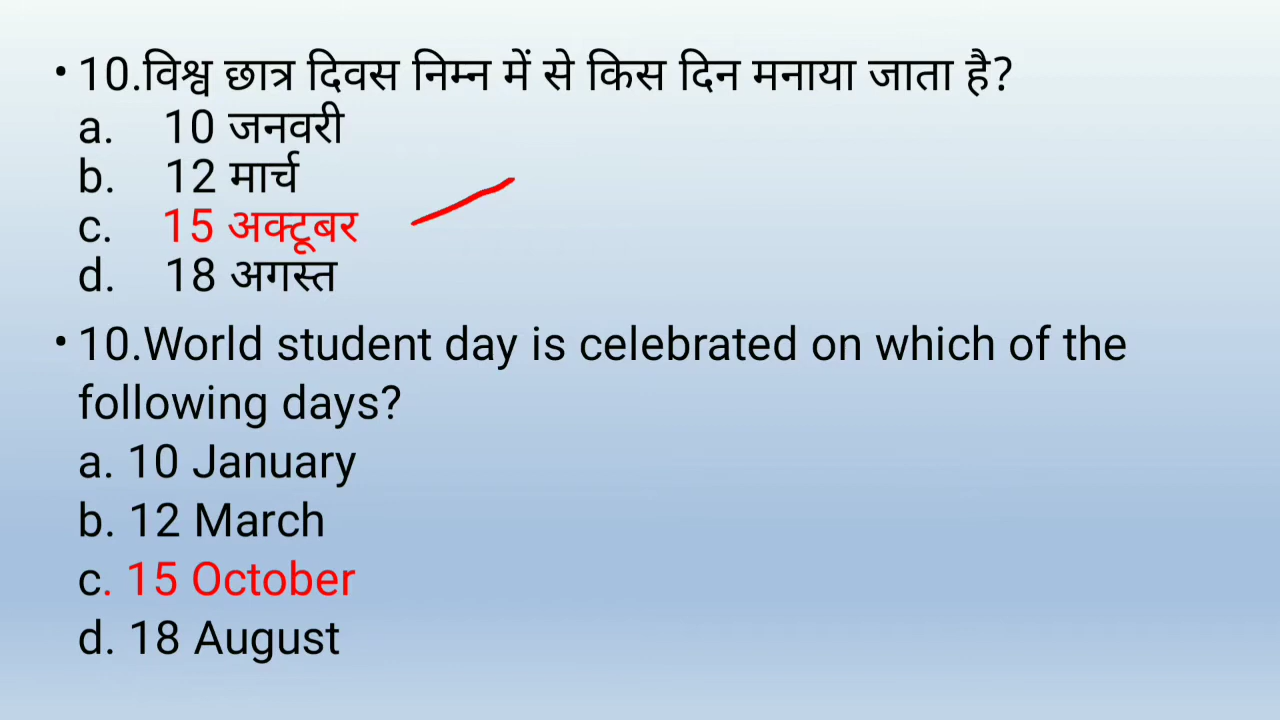 • 10.विश्व छात्र दिवस निम्न में से किस दिन मनाया जाता है?
a. 10 जनवरी
b. 12 मार्च
c. 15 अक्टूबर
d. 18 अगस्त
• 10.World student day is celebrated on which of the
following days?
a. 10 January
b. 12 March
c. 15 October
d. 18 August